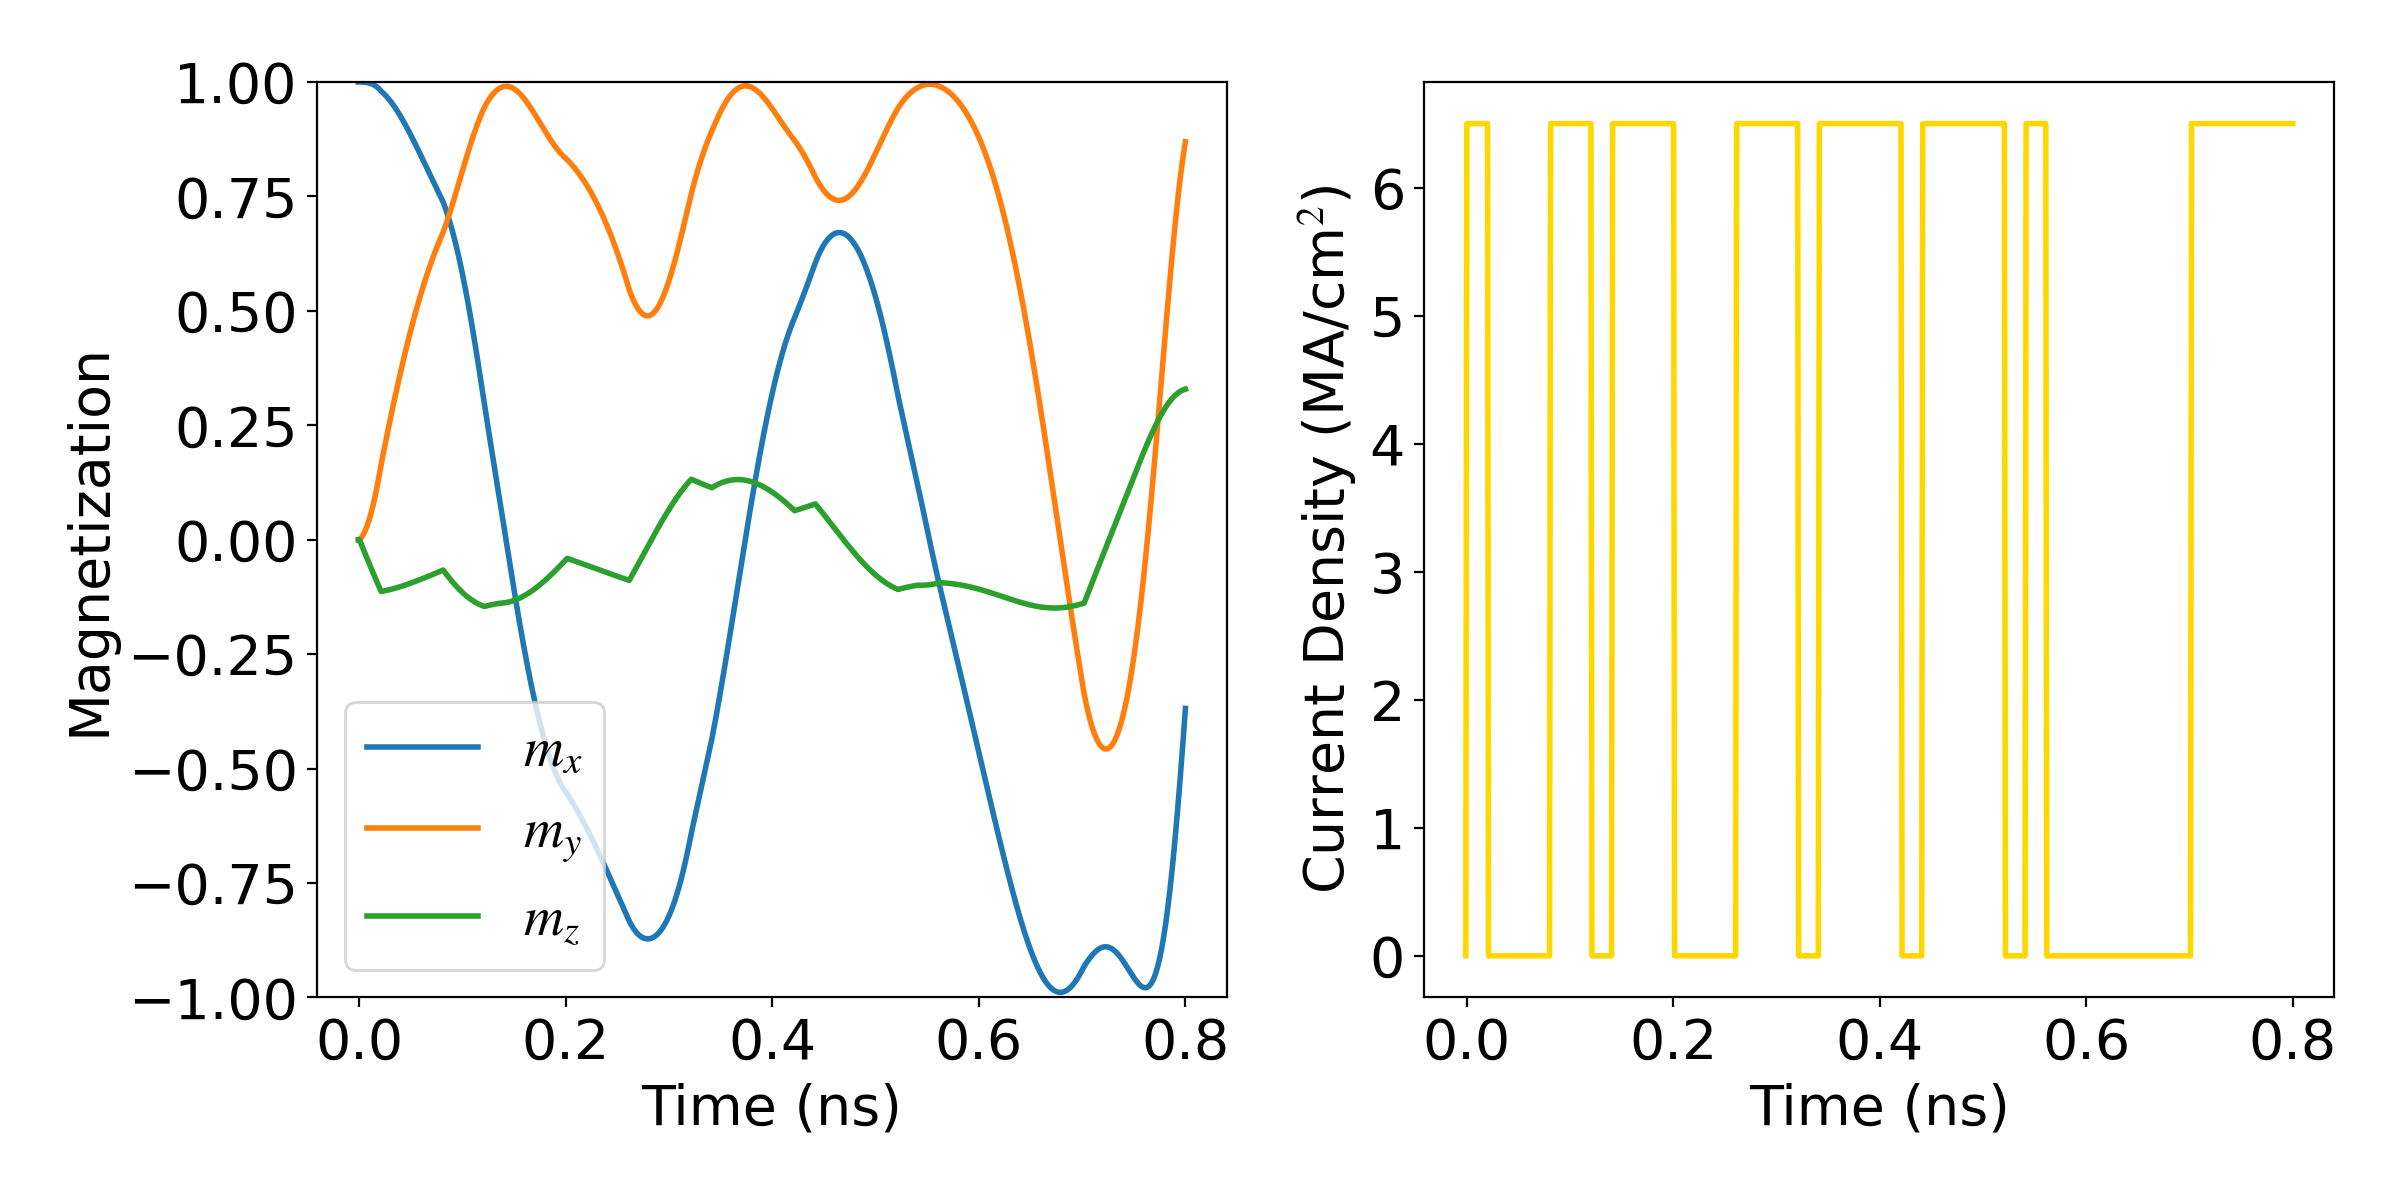 1.00
0.75
0.50
0.25
0.00
−0.25
−0.50
−0.75
−1.00
Magnetization
m_x
m_y
m_z
0.0 0.2 0.4 0.6 0.8
Time (ns)
6
5
4
3
2
1
0
Current Density (MA/cm²)
0.0 0.2 0.4 0.6 0.8
Time (ns)